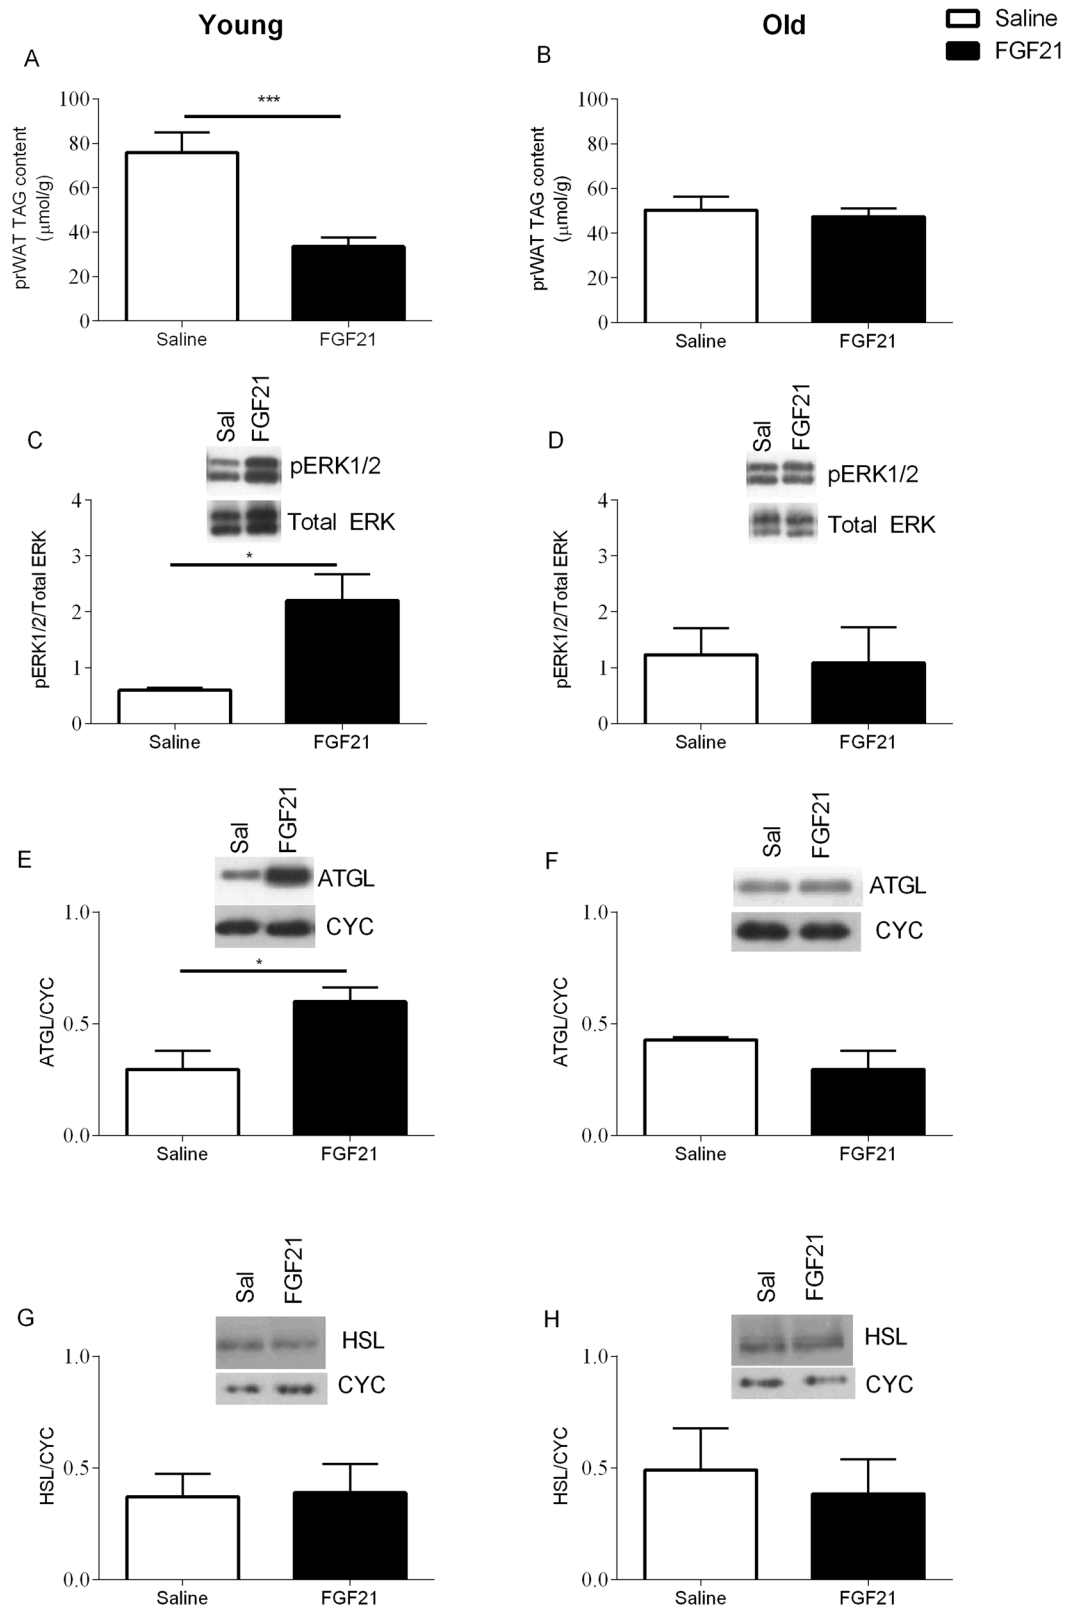 Young
Old
Saline
FGF21
A
prWAT TAG content
(µmol/g)
100
80
60
40
20
0
***
Saline
FGF21
B
prWAT TAG content
(µmol/g)
100
80
60
40
20
0
Saline
FGF21
C
Sal
FGF21
pERK1/2
Total ERK
pERK1/2/Total ERK
4
3
2
1
0
*
Saline
FGF21
D
Sal
FGF21
pERK1/2
Total ERK
pERK1/2/Total ERK
4
3
2
1
0
Saline
FGF21
E
Sal
FGF21
ATGL
CYC
ATGL/CYC
1.0
0.5
0.0
*
Saline
FGF21
F
Sal
FGF21
ATGL
CYC
ATGL/CYC
1.0
0.5
0.0
Saline
FGF21
G
Sal
FGF21
HSL
CYC
HSL/CYC
1.0
0.5
0.0
Saline
FGF21
H
Sal
FGF21
HSL
CYC
HSL/CYC
1.0
0.5
0.0
Saline
FGF21